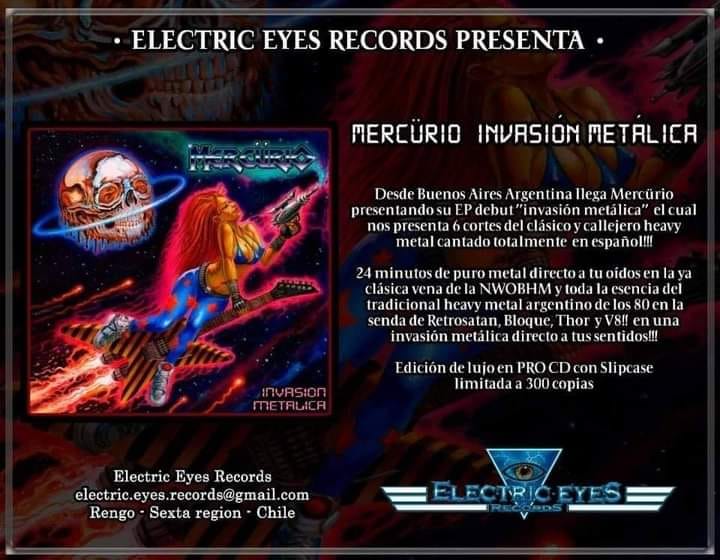 · ELECTRIC EYES RECORDS PRESENTA ·
MERCÜRIO
INVASION
METALICA
MERCÜRIO INVASIÓN METÁLICA
Desde Buenos Aires Argentina llega Mercürio
presentando su EP debut "invasión metálica" el cual
nos presenta 6 cortes del clásico y callejero heavy
metal cantado totalmente en español!!!
24 minutos de puro metal directo a tu oídos en la ya
clásica vena de la NWOBHM y toda la esencia del
tradicional heavy metal argentino de los 80 en la
senda de Retrosatan, Bloque, Thor y V8!! en una
invasión metálica directo a tus sentidos!!!
Edición de lujo en PRO CD con Slipcase
limitada a 300 copias
Electric Eyes Records
electric.eyes.records@gmail.com
Rengo - Sexta region - Chile
ELECTRIC EYES
RECORDS